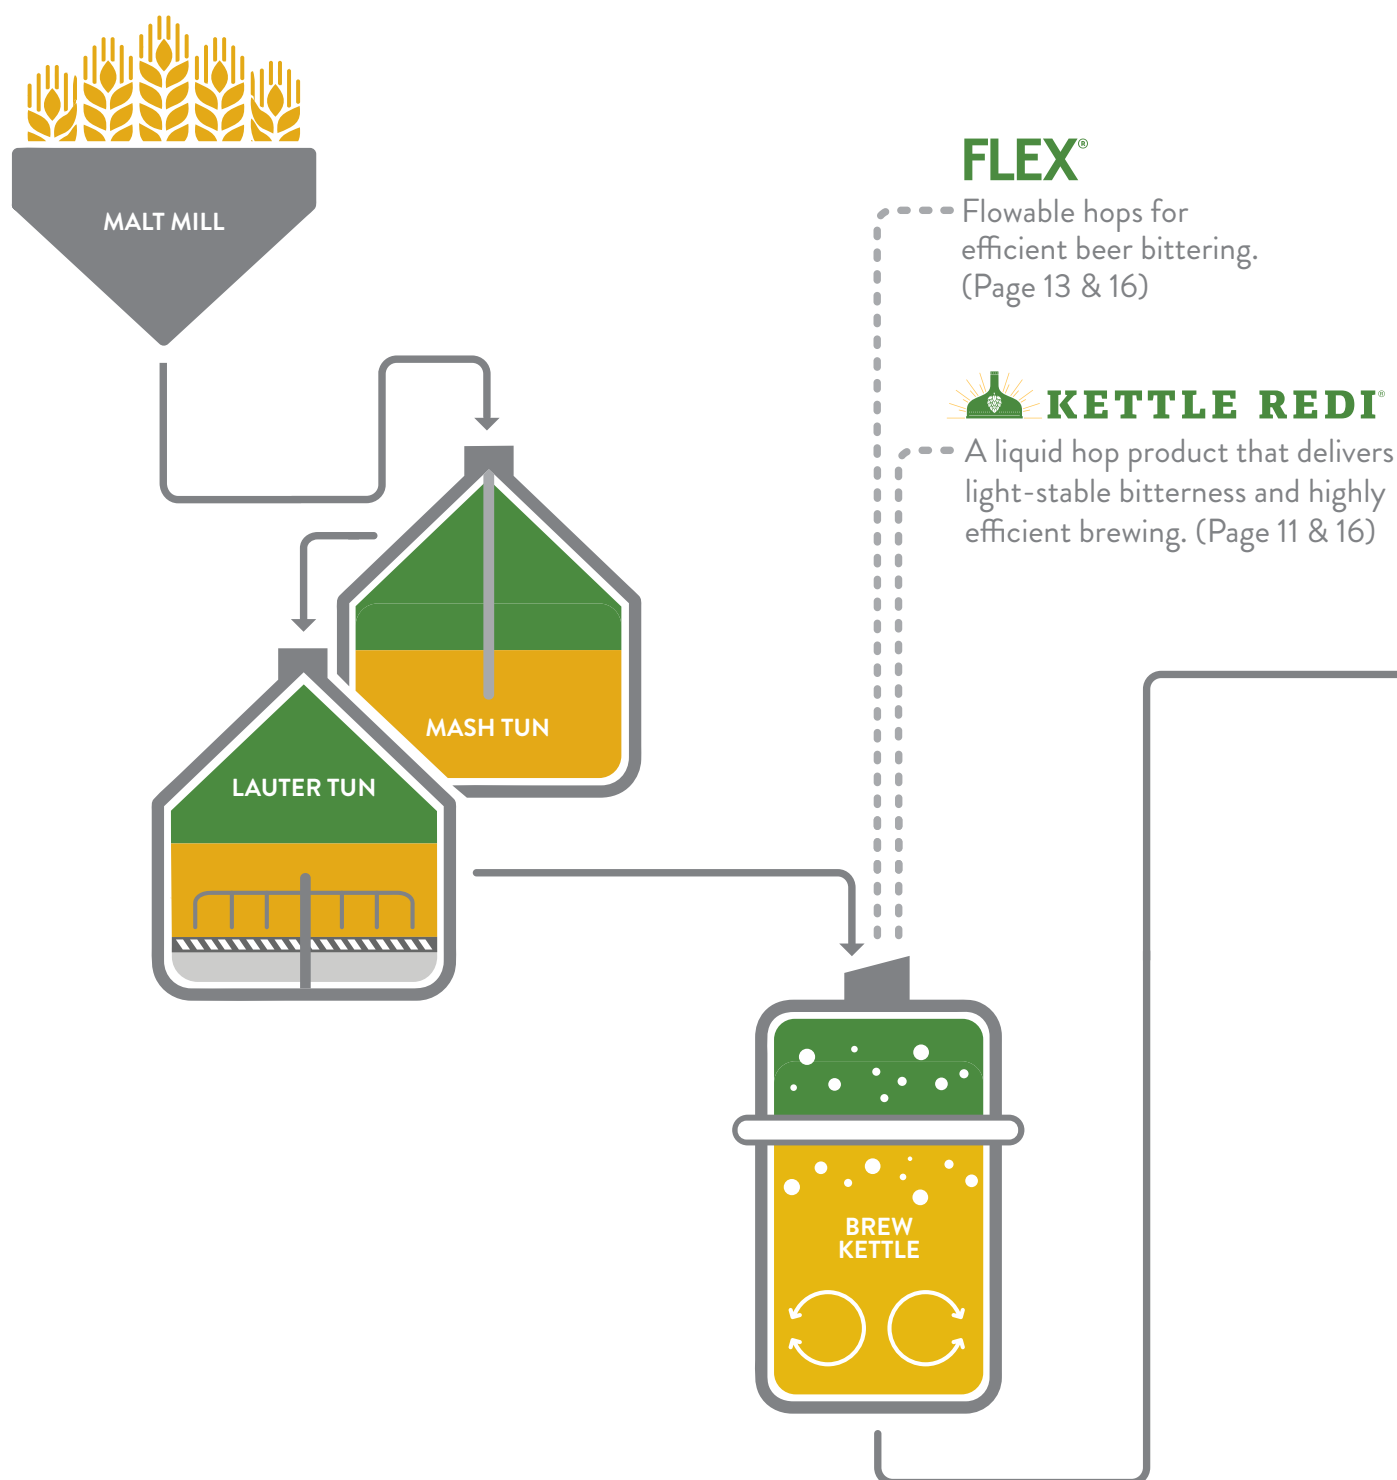 MALT MILL
FLEX®
Flowable hops for
efficient beer bittering.
(Page 13 & 16)
KETTLE REDI®
A liquid hop product that delivers
light-stable bitterness and highly
efficient brewing. (Page 11 & 16)
MASH TUN
LAUTER TUN
BREW
KETTLE